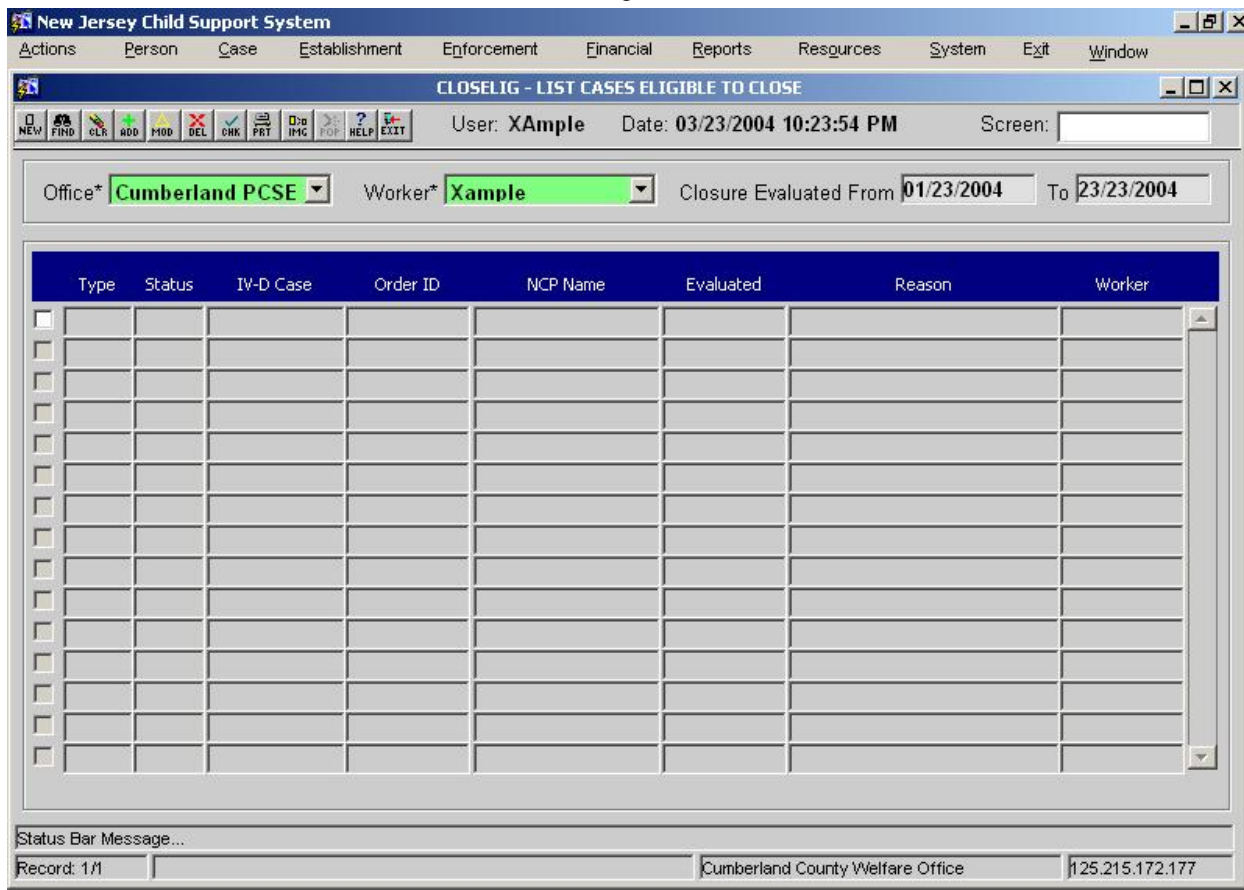 New Jersey Child Support System
Actions Person Case Establishment Enforcement Financial Reports Resources System Exit Window
CLOSELIG - LIST CASES ELIGIBLE TO CLOSE
NEW FIND CLR ADD MOD DEL CHK PRT IMG POP HELP EXIT User: XAmple Date: 03/23/2004 10:23:54 PM Screen:
Office* Cumberland PCSE Worker* Xample Closure Evaluated From 01/23/2004 To 23/23/2004
Type Status IV-D Case Order ID NCP Name Evaluated Reason Worker
Status Bar Message...
Record: 1/1 Cumberland County Welfare Office 125.215.172.177